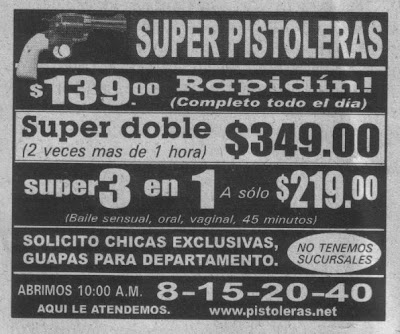 SUPER PISTOLERAS
$139.00 Rapidín!
(Completo todo el dia)
Super doble $349.00
(2 veces mas de 1 hora)
super 3 en 1 A sólo $219.00
(Baile sensual, oral, vaginal, 45 minutos)
SOLICITO CHICAS EXCLUSIVAS,
GUAPAS PARA DEPARTAMENTO.
NO TENEMOS
SUCURSALES
ABRIMOS 10:00 A.M. 8-15-20-40
AQUI LE ATENDEMOS. www.pistoleras.net